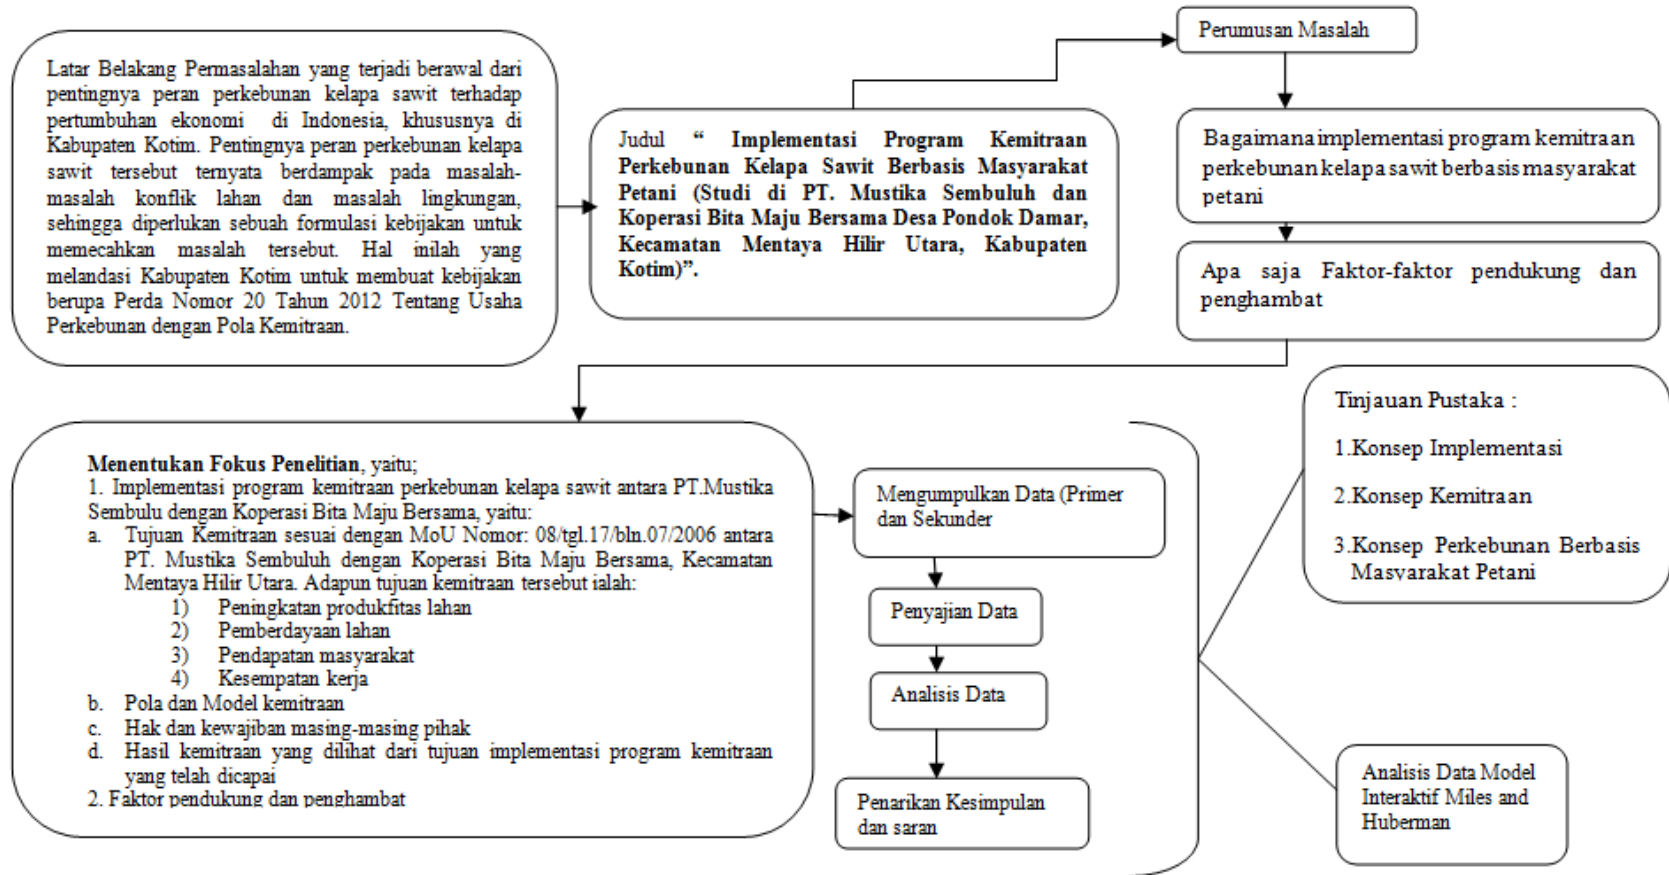 Latar Belakang Permasalahan yang terjadi berawal dari
pentingnya peran perkebunan kelapa sawit terhadap
pertumbuhan ekonomi di Indonesia, khususnya di
Kabupaten Kotim. Pentingnya peran perkebunan kelapa
sawit tersebut ternyata berdampak pada masalah-
masalah konflik lahan dan masalah lingkungan,
sehingga diperlukan sebuah formulasi kebijakan untuk
memecahkan masalah tersebut. Hal inilah yang
melandasi Kabupaten Kotim untuk membuat kebijakan
berupa Perda Nomor 20 Tahun 2012 Tentang Usaha
Perkebunan dengan Pola Kemitraan.
Judul “ Implementasi Program Kemitraan
Perkebunan Kelapa Sawit Berbasis Masyarakat
Petani (Studi di PT. Mustika Sembuluh dan
Koperasi Bita Maju Bersama Desa Pondok Damar,
Kecamatan Mentaya Hilir Utara, Kabupaten
Kotim)”.
Perumusan Masalah
Bagaimana implementasi program kemitraan
perkebunan kelapa sawit berbasis masyarakat
petani
Apa saja Faktor-faktor pendukung dan
penghambat
Menentukan Fokus Penelitian, yaitu;
1. Implementasi program kemitraan perkebunan kelapa sawit antara PT.Mustika
Sembulu dengan Koperasi Bita Maju Bersama, yaitu:
a. Tujuan Kemitraan sesuai dengan MoU Nomor: 08/tgl.17/bln.07/2006 antara
PT. Mustika Sembuluh dengan Koperasi Bita Maju Bersama, Kecamatan
Mentaya Hilir Utara. Adapun tujuan kemitraan tersebut ialah:
1) Peningkatan produkfitas lahan
2) Pemberdayaan lahan
3) Pendapatan masyarakat
4) Kesempatan kerja
b. Pola dan Model kemitraan
c. Hak dan kewajiban masing-masing pihak
d. Hasil kemitraan yang dilihat dari tujuan implementasi program kemitraan
yang telah dicapai
2. Faktor pendukung dan penghambat
Mengumpulkan Data (Primer
dan Sekunder
Penyajian Data
Analisis Data
Penarikan Kesimpulan
dan saran
Tinjauan Pustaka :
1.Konsep Implementasi
2.Konsep Kemitraan
3.Konsep Perkebunan Berbasis
Masyarakat Petani
Analisis Data Model
Interaktif Miles and
Huberman